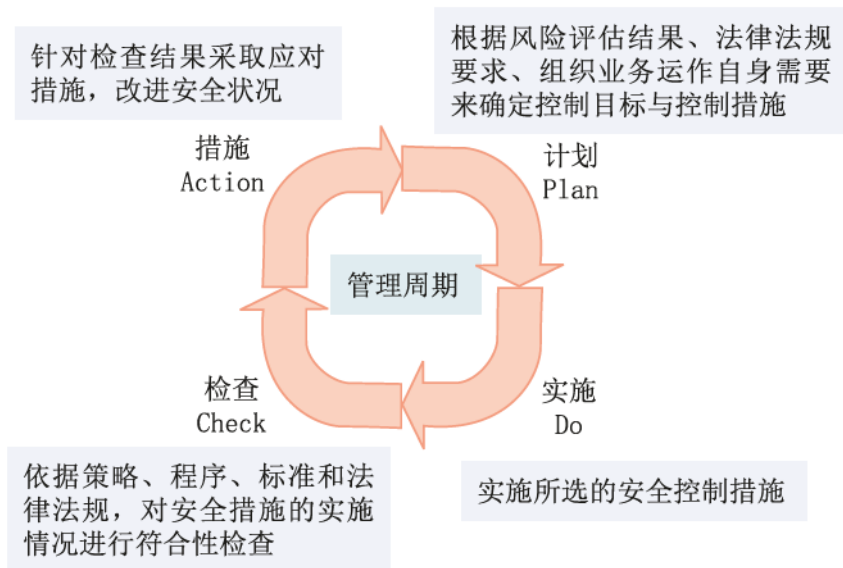 针对检查结果采取应对
措施，改进安全状况
根据风险评估结果、法律法规
要求、组织业务运作自身需要
来确定控制目标与控制措施
措施
Action
计划
Plan
管理周期
检查
Check
实施
Do
依据策略、程序、标准和法
律法规，对安全措施的实施
情况进行符合性检查
实施所选的安全控制措施